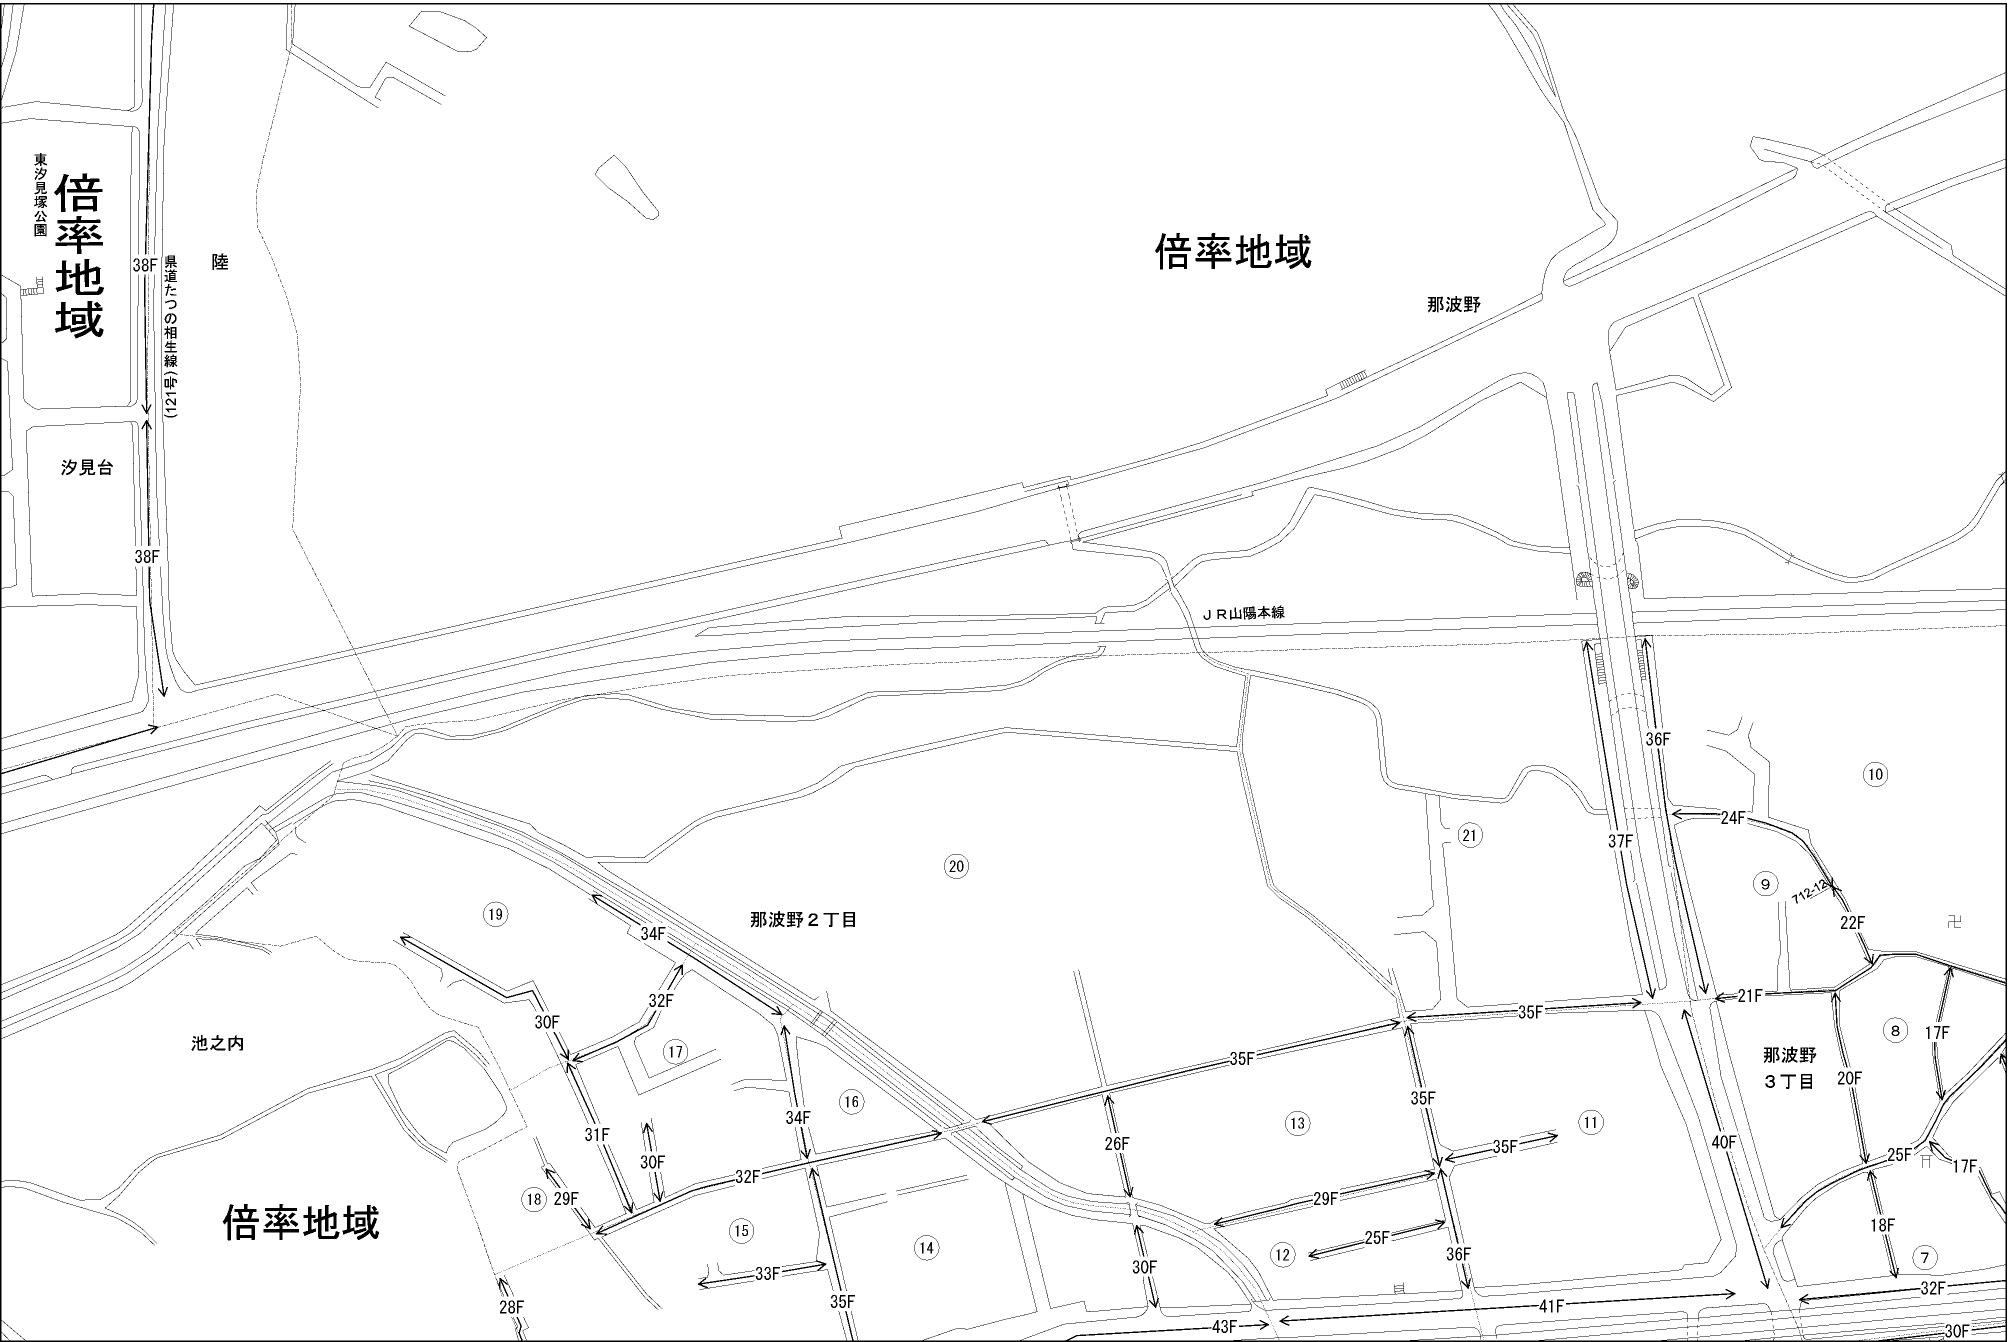 東汐見塚公園
倍率地域
38F
県道たつの相生線(121号)
陸
倍率地域
那波野
汐見台
38F
ＪＲ山陽本線
36F
⑩
24F
㉑
37F
⑳
⑨
712-12
⑲
那波野２丁目
22F
34F
21F
32F
35F
30F
⑧
17F
池之内
⑰
那波野
３丁目
35F
20F
35F
⑯
34F
⑬
⑪
31F
26F
40F
35F
25F
30F
32F
17F
⑱
29F
29F
倍率地域
⑮
18F
25F
⑭
⑫
36F
⑦
30F
33F
32F
35F
28F
41F
43F
30F